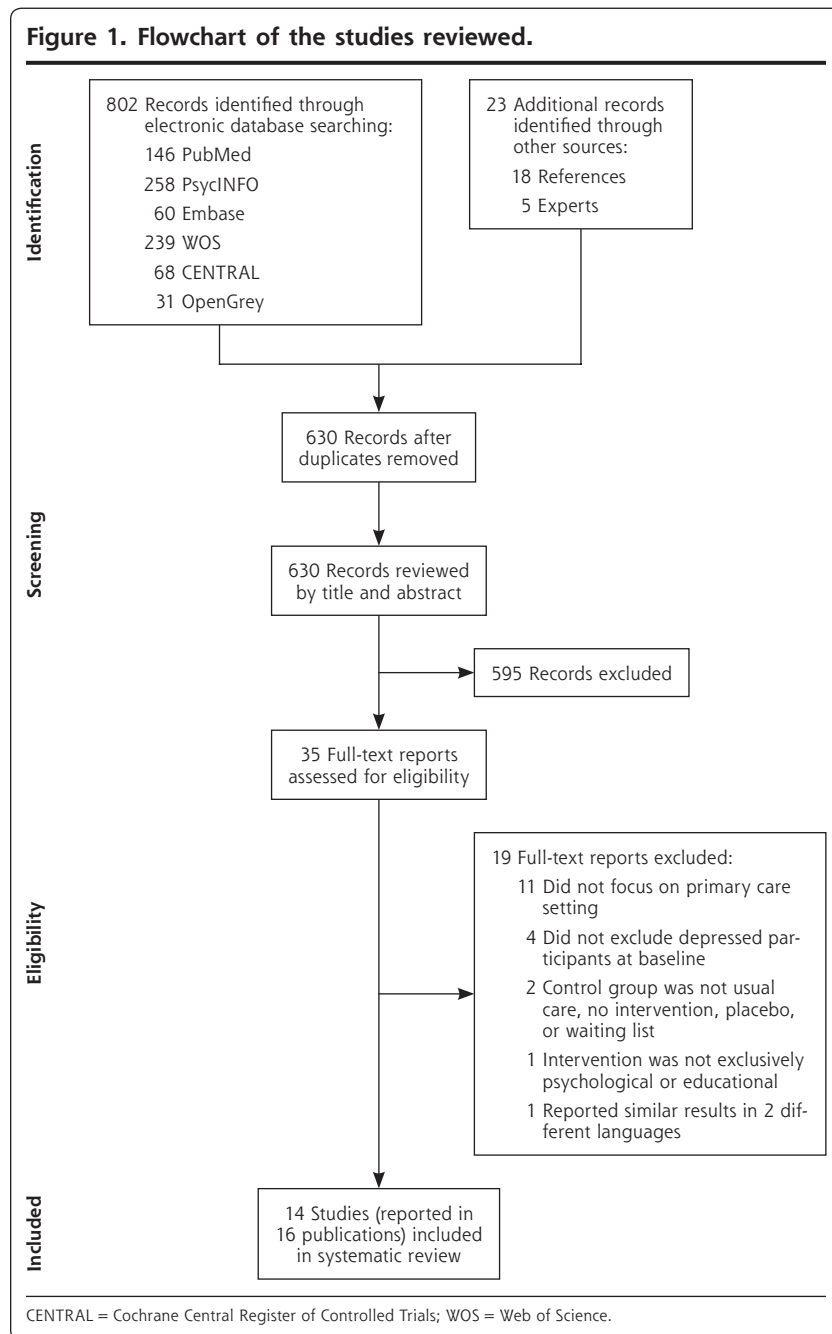 Figure 1. Flowchart of the studies reviewed.
Identification
802 Records identified through
electronic database searching:
146 PubMed
258 PsycINFO
60 Embase
239 WOS
68 CENTRAL
31 OpenGrey
23 Additional records
identified through
other sources:
18 References
5 Experts
Screening
630 Records after
duplicates removed
630 Records reviewed
by title and abstract
595 Records excluded
35 Full-text reports
assessed for eligibility
Eligibility
19 Full-text reports excluded:
11 Did not focus on primary care
setting
4 Did not exclude depressed par-
ticipants at baseline
2 Control group was not usual
care, no intervention, placebo,
or waiting list
1 Intervention was not exclusively
psychological or educational
1 Reported similar results in 2 dif-
ferent languages
Included
14 Studies (reported in
16 publications) included
in systematic review
CENTRAL = Cochrane Central Register of Controlled Trials; WOS = Web of Science.